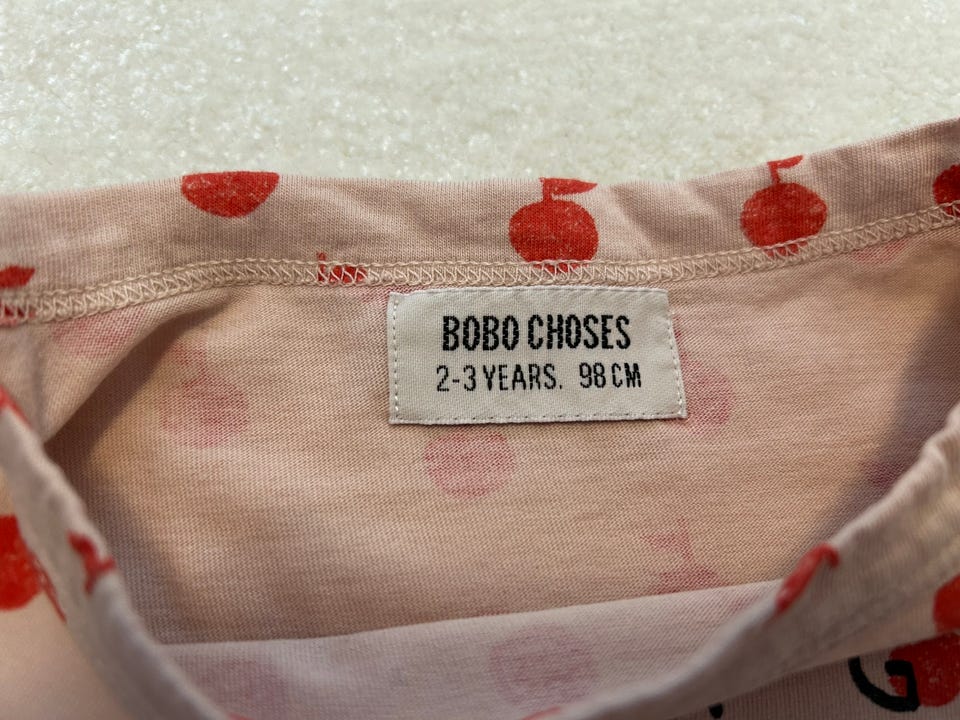 BOBO CHOSES
2-3 YEARS. 98 CM
G